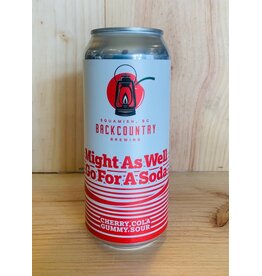 SQUAMISH, BC
BACKCOUNTRY
BREWING
Might As Well
Go For A Soda
CHERRY COLA
GUMMY SOUR